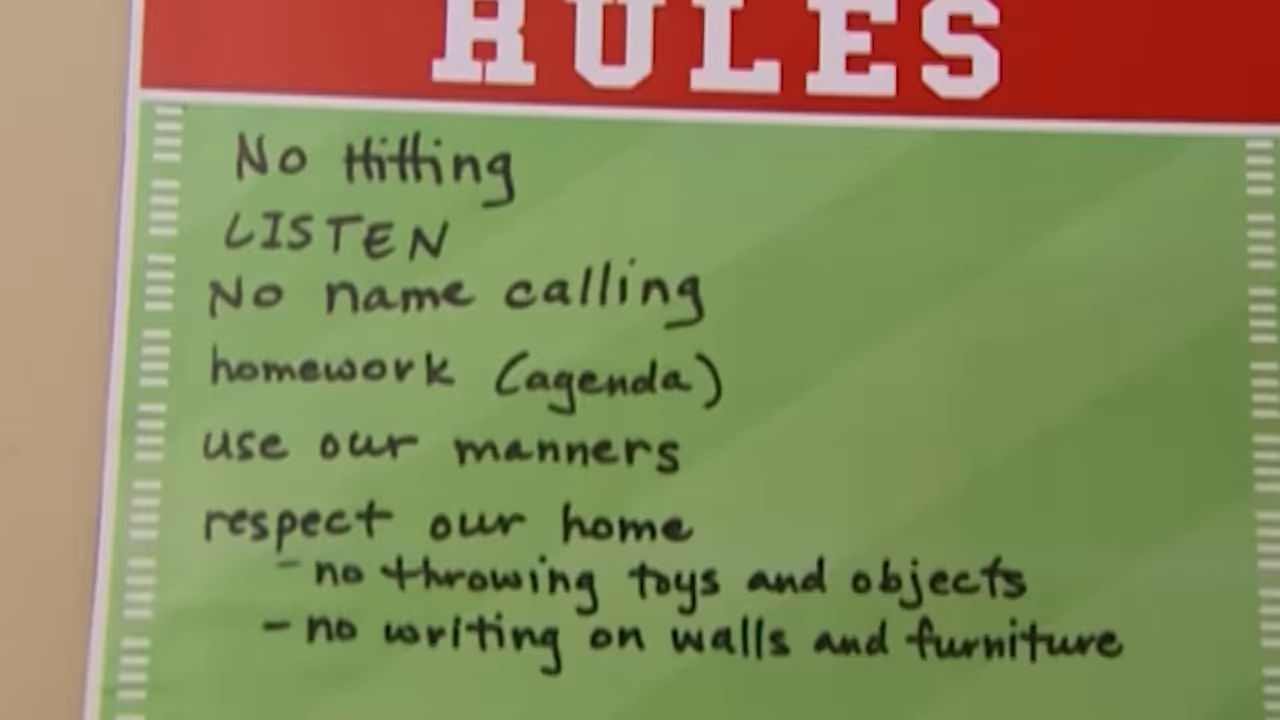 RULES
No Hitting
LISTEN
No name calling
homework (agenda)
use our manners
respect our home
- no throwing toys and objects
- no writing on walls and furniture